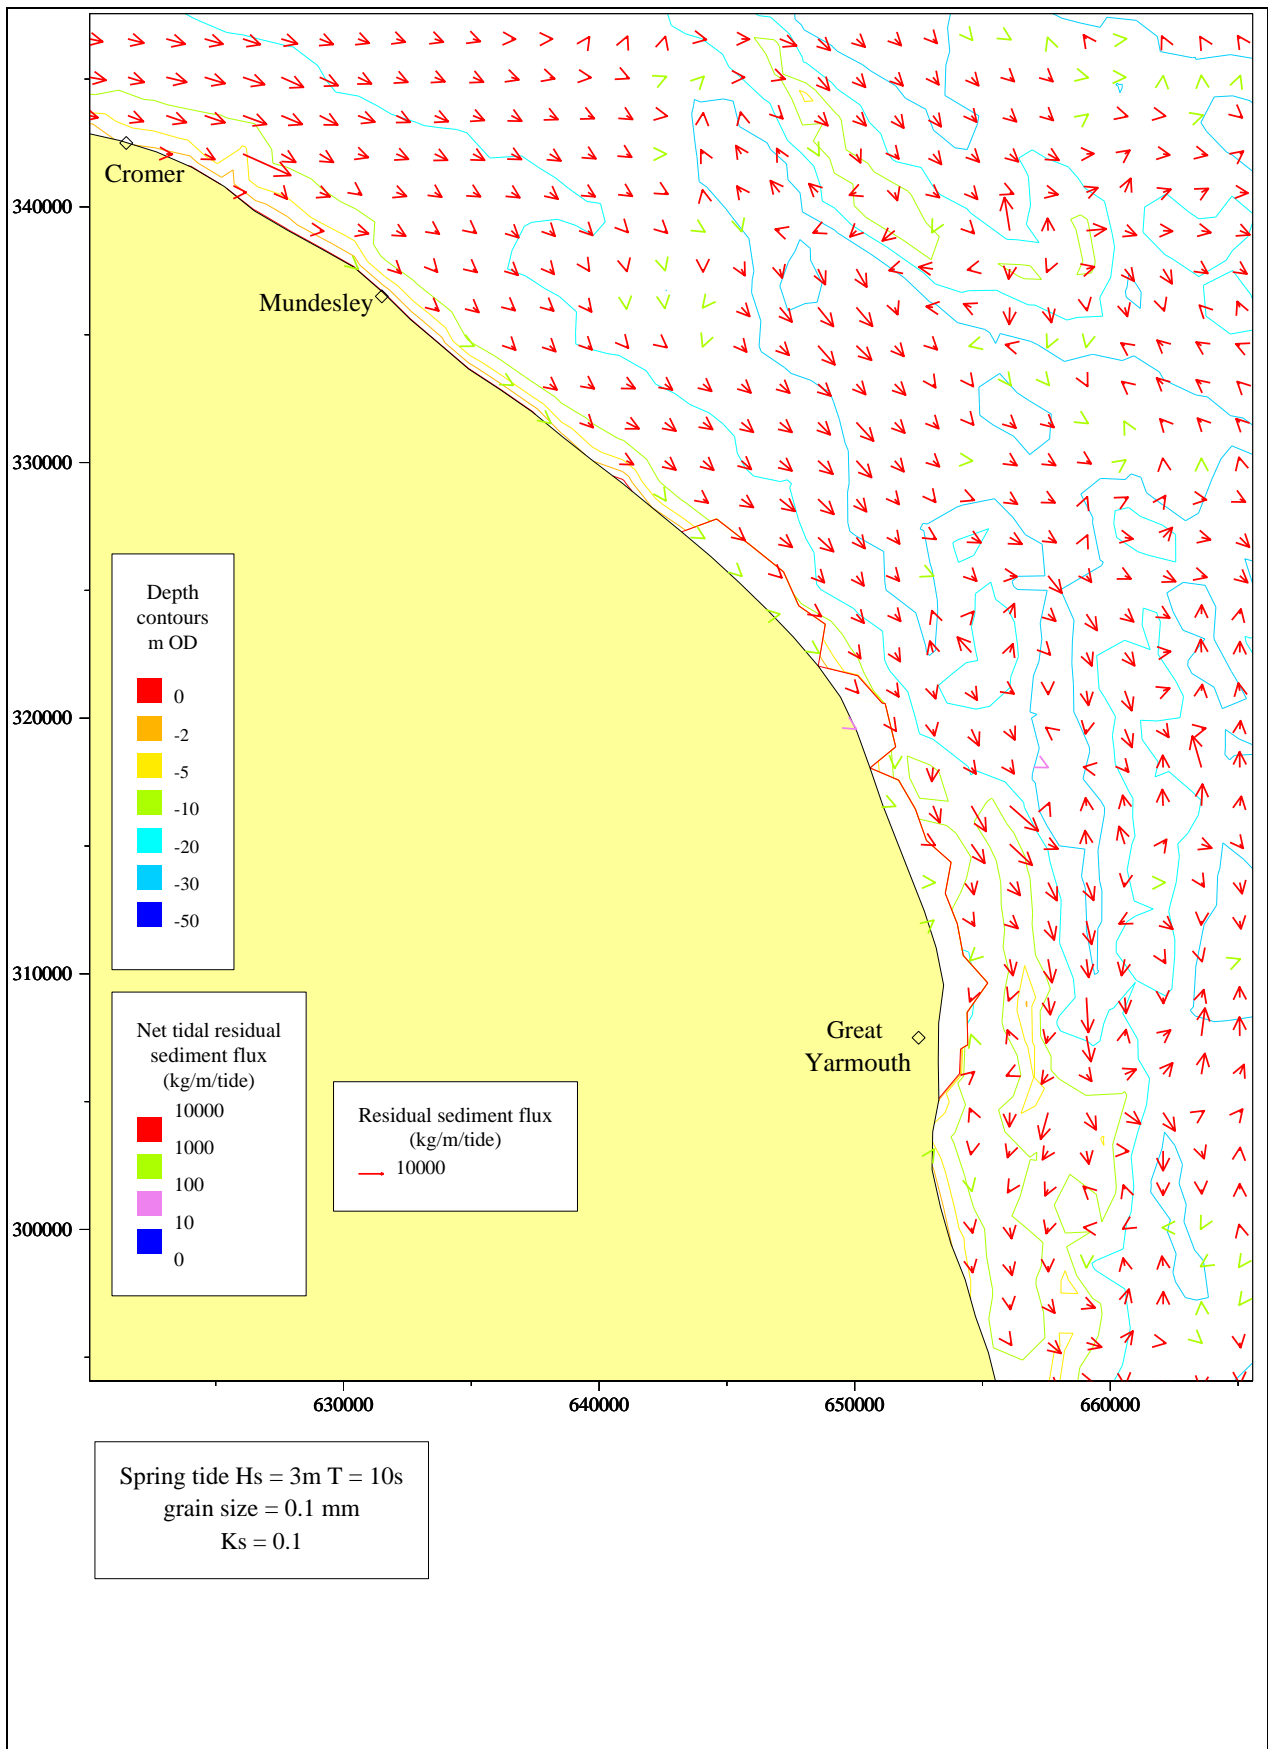 Cromer
340000
Mundesley
330000
Depth
contours
m OD
0
-2
320000
-5
-10
-20
-30
-50
310000
Net tidal residual
sediment flux
(kg/m/tide)
10000
1000
100
10
0
Great
Yarmouth
Residual sediment flux
(kg/m/tide)
10000
300000
630000
640000
650000
660000
Spring tide Hs = 3m T = 10s
grain size = 0.1 mm
Ks = 0.1